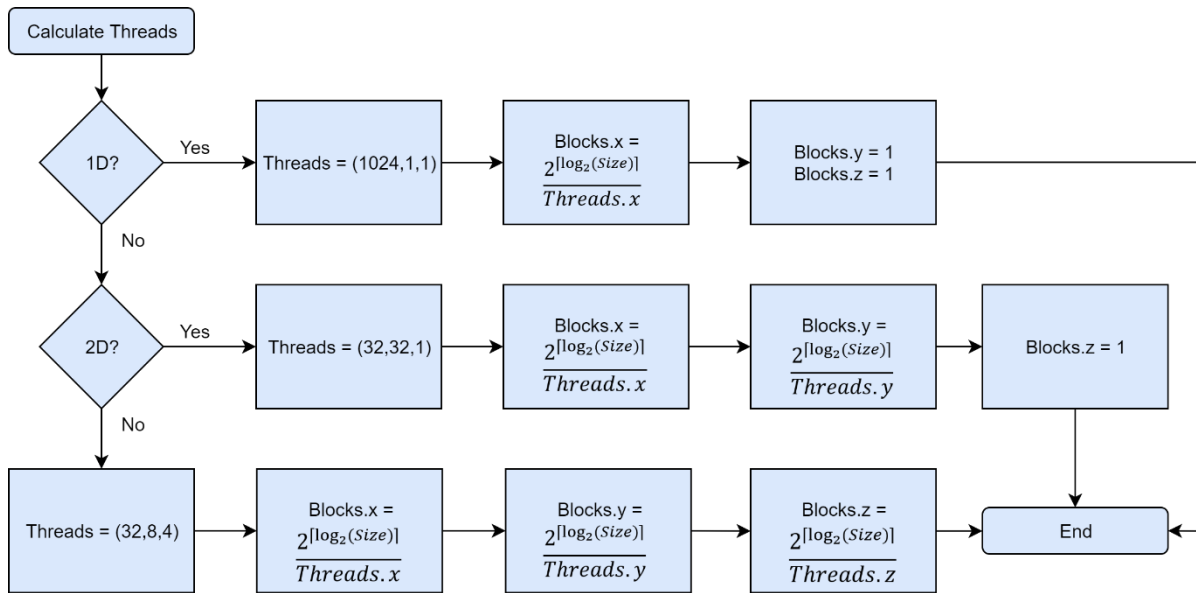 Calculate Threads
1D?
Yes
Threads = (1024,1,1)
Blocks.x =
2^⌈log₂(Size)⌉
Threads.x
Blocks.y = 1
Blocks.z = 1
No
2D?
Yes
Threads = (32,32,1)
Blocks.x =
2^⌈log₂(Size)⌉
Threads.x
Blocks.y =
2^⌈log₂(Size)⌉
Threads.y
Blocks.z = 1
No
Threads = (32,8,4)
Blocks.x =
2^⌈log₂(Size)⌉
Threads.x
Blocks.y =
2^⌈log₂(Size)⌉
Threads.y
Blocks.z =
2^⌈log₂(Size)⌉
Threads.z
End